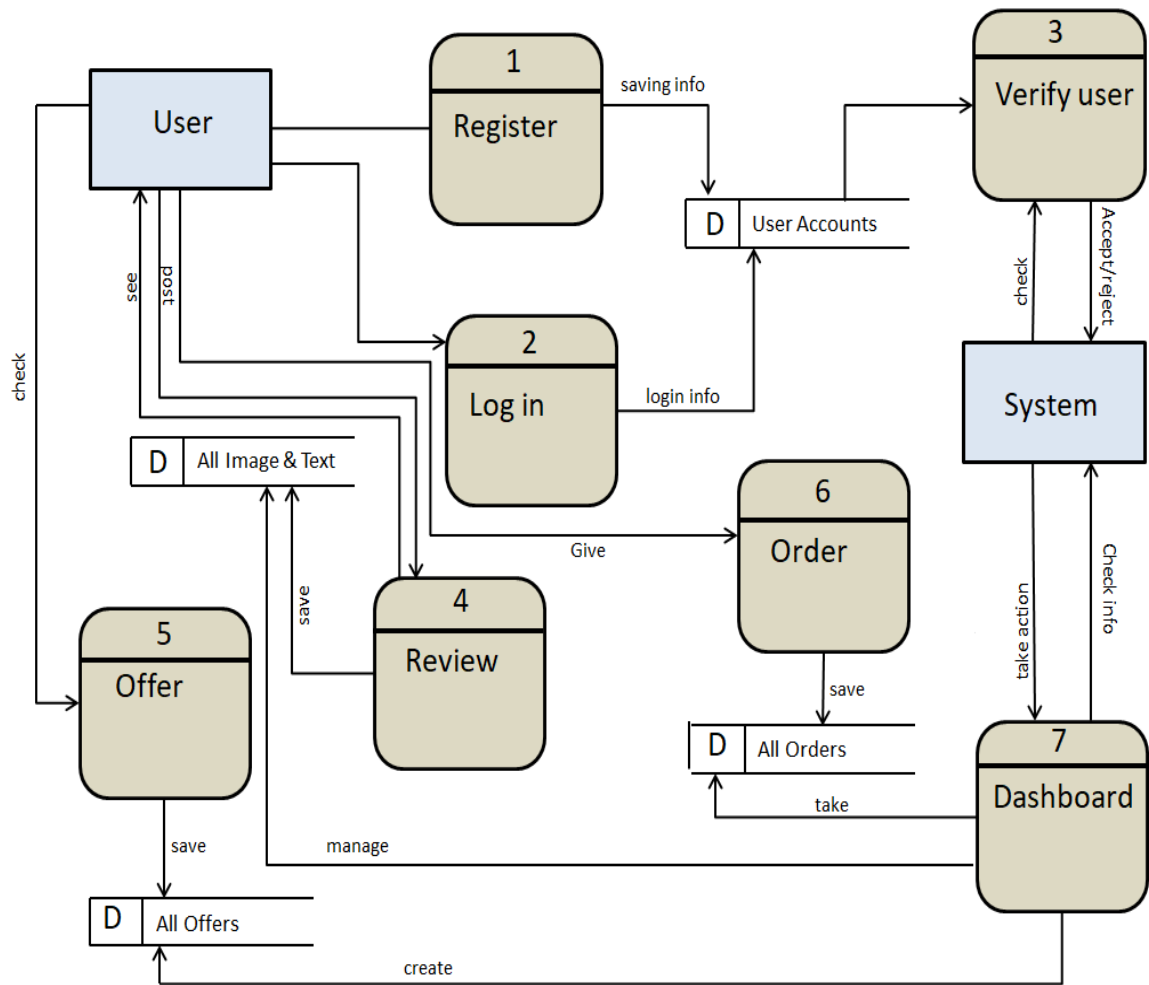 1
3
User
Register
saving info
Verify user
D
User Accounts
see
post
check
Accept/reject
check
2
Log in
login info
System
D
All Image & Text
6
Order
Give
save
4
Review
5
Offer
take action
Check info
save
D
All Orders
7
Dashboard
take
save
manage
D
All Offers
create